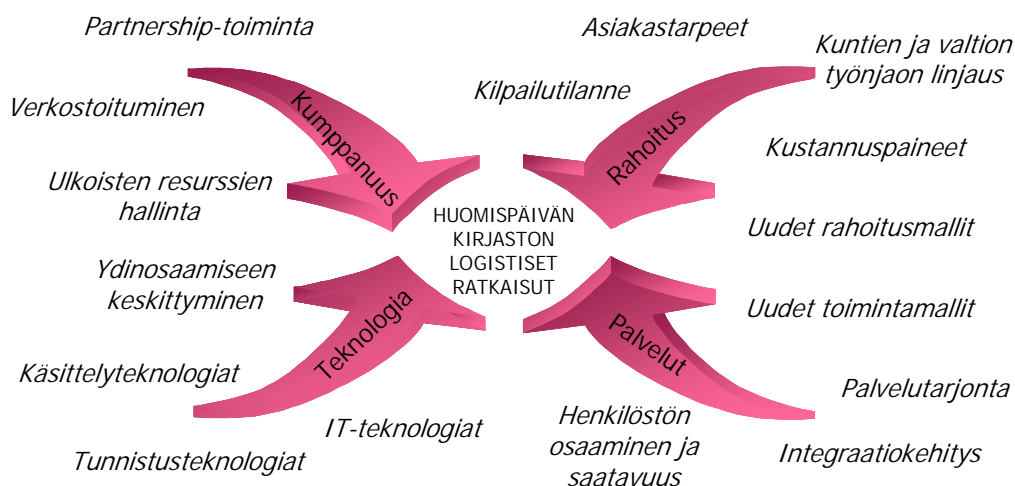 Partnership-toiminta
Asiakastarpeet
Kuntien ja valtion
työnjaon linjaus
Verkostoituminen
Kumppanuus
Kilpailutilanne
Rahoitus
Kustannuspaineet
Ulkoisten resurssien
hallinta
HUOMISPÄIVÄN
KIRJASTON
LOGISTISET
RATKAISUT
Uudet rahoitusmallit
Ydinosaamiseen
keskittyminen
Uudet toimintamallit
Teknologia
Palvelut
Käsittelyteknologiat
Palvelutarjonta
IT-teknologiat
Henkilöstön
osaaminen ja
saatavuus
Tunnistusteknologiat
Integraatiokehitys